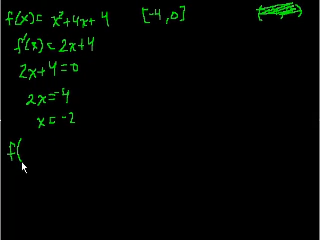 f(x) = x² + 4x + 4 [-4, 0]
f'(x) = 2x + 4
2x + 4 = 0
2x = -4
x = -2
f(